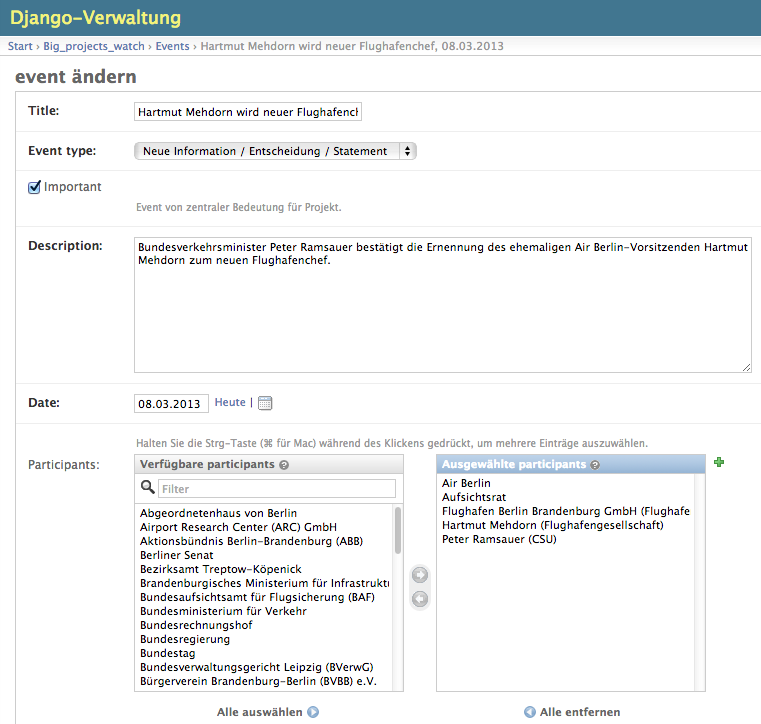 Django-Verwaltung
Start › Big_projects_watch › Events › Hartmut Mehdorn wird neuer Flughafenchef, 08.03.2013
event ändern
Title: Hartmut Mehdorn wird neuer Flughafench
Event type: Neue Information / Entscheidung / Statement
Important
Event von zentraler Bedeutung für Projekt.
Description: Bundesverkehrsminister Peter Ramsauer bestätigt die Ernennung des ehemaligen Air Berlin-Vorsitzenden Hartmut
Mehdorn zum neuen Flughafenchef.
Date: 08.03.2013 Heute |
Halten Sie die Strg-Taste (⌘ für Mac) während des Klickens gedrückt, um mehrere Einträge auszuwählen.
Participants:
Verfügbare participants
Filter
Abgeordnetenhaus von Berlin
Airport Research Center (ARC) GmbH
Aktionsbündnis Berlin-Brandenburg (ABB)
Berliner Senat
Bezirksamt Treptow-Köpenick
Brandenburgisches Ministerium für Infrastruktu
Bundesaufsichtsamt für Flugsicherung (BAF)
Bundesministerium für Verkehr
Bundesrechnungshof
Bundesregierung
Bundestag
Bundesverwaltungsgericht Leipzig (BVerwG)
Bürgerverein Brandenburg-Berlin (BVBB) e.V.
Alle auswählen
Ausgewählte participants
Air Berlin
Aufsichtsrat
Flughafen Berlin Brandenburg GmbH (Flughafe
Hartmut Mehdorn (Flughafengesellschaft)
Peter Ramsauer (CSU)
Alle entfernen